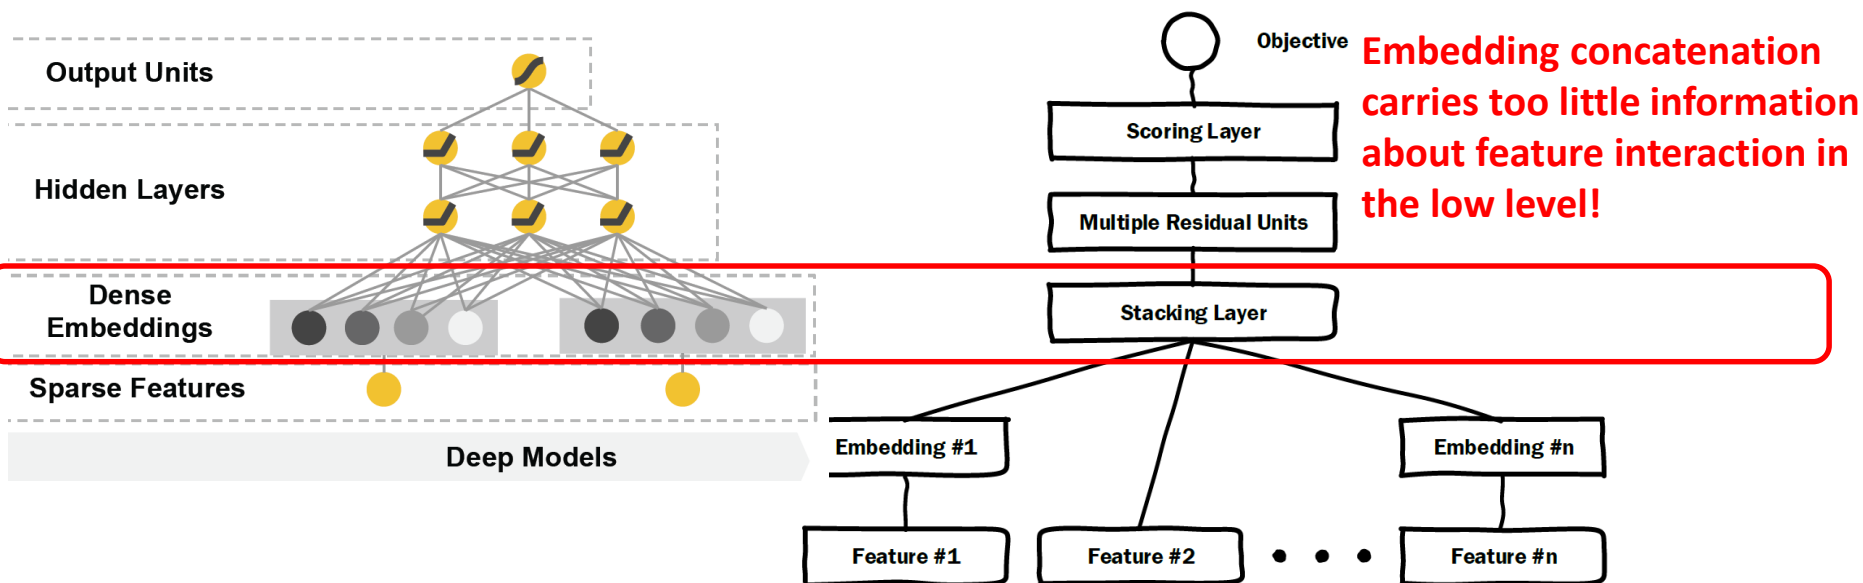 Output Units
Hidden Layers
Dense
Embeddings
Sparse Features
Deep Models
Objective
Scoring Layer
Multiple Residual Units
Stacking Layer
Embedding #1
Embedding #n
Feature #1
Feature #2
Feature #n
Embedding concatenation
carries too little information
about feature interaction in
the low level!